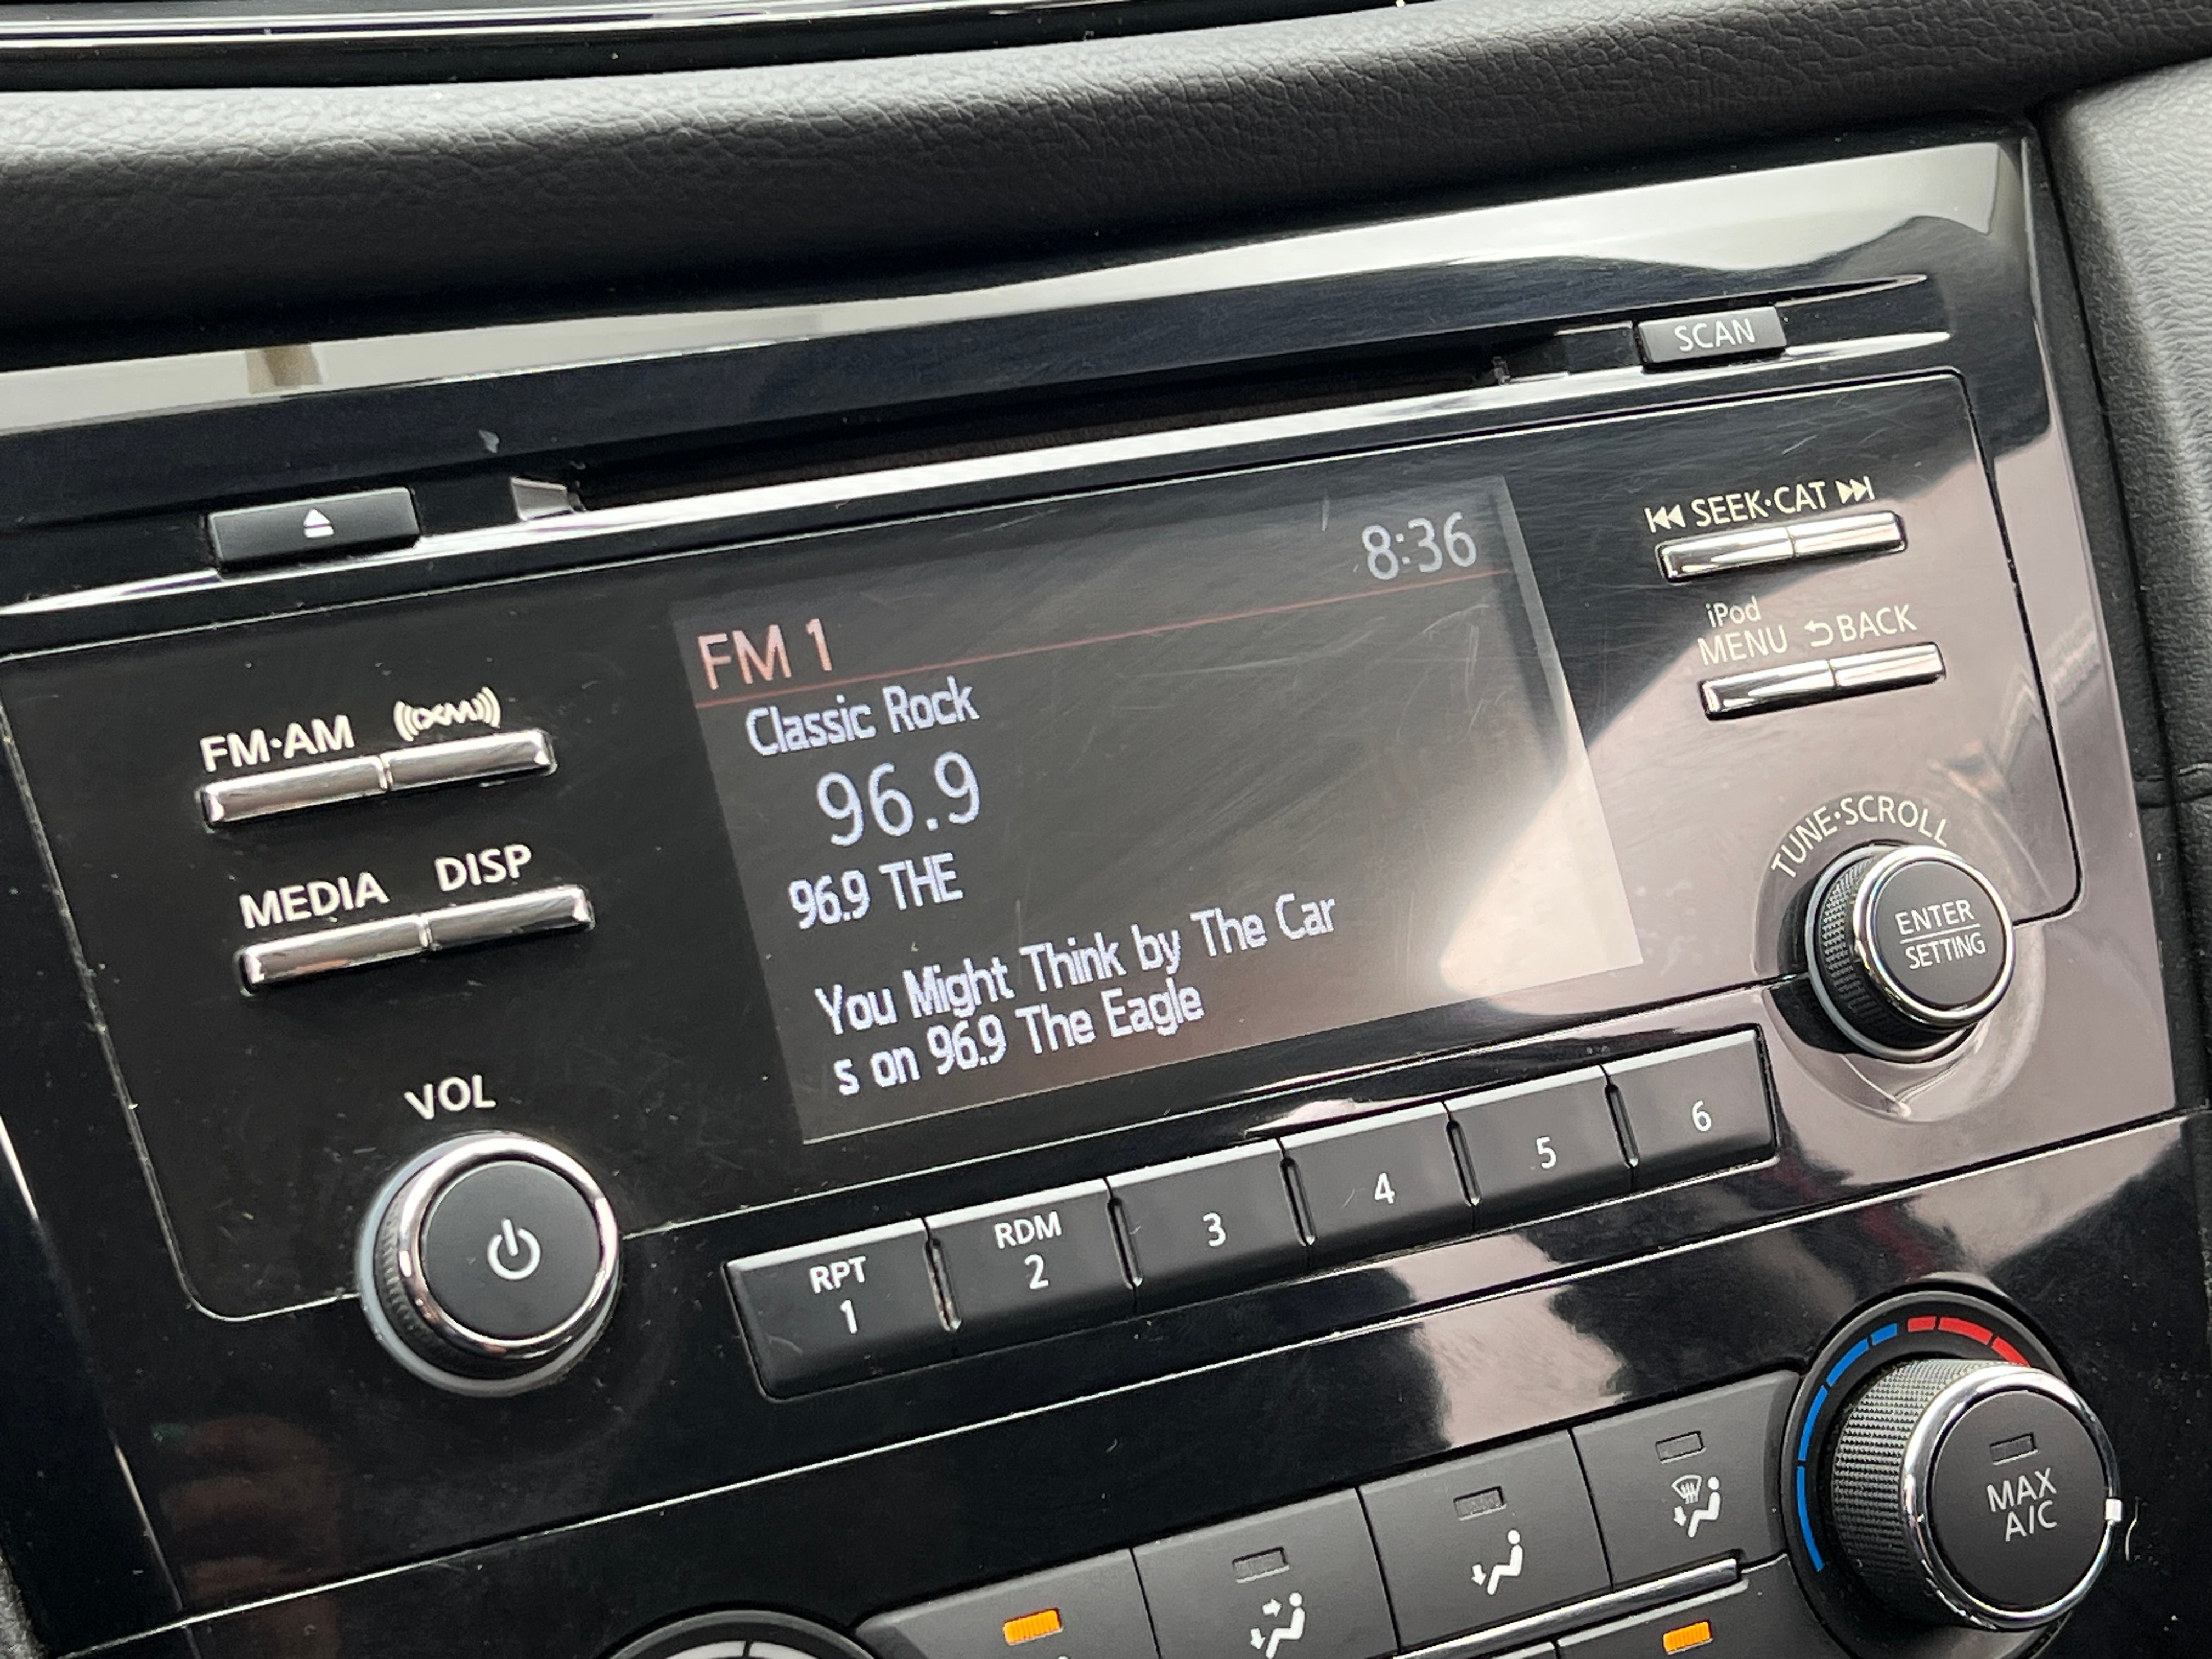 SCAN
8:36
SEEK·CAT
FM 1
iPod
MENU BACK
Classic Rock
FM·AM ((XM))
96.9
TUNE·SCROLL
MEDIA DISP
96.9 THE
ENTER
SETTING
You Might Think by The Car
s on 96.9 The Eagle
VOL
RPT
1
RDM
2
3
4
5
6
MAX
A/C